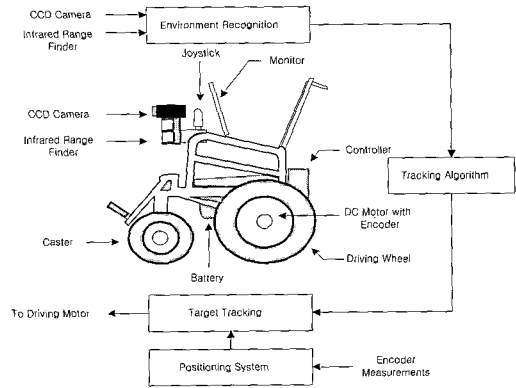 CCD Camera
Environment Recognition
Infrared Range
Finder
Joystick
Monitor
CCD Camera
Infrared Range
Finder
Controller
Tracking Algorithm
DC Motor with
Encoder
Caster
Driving Wheel
Battery
To Driving Motor
Target Tracking
Positioning System
Encoder
Measurements